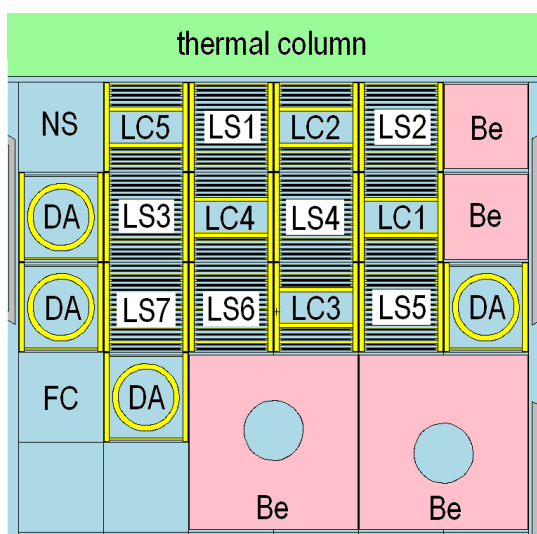 thermal column
NS LC5 LS1 LC2 LS2 Be
DA LS3 LC4 LS4 LC1 Be
DA LS7 LS6 LC3 LS5 DA
FC DA
Be Be